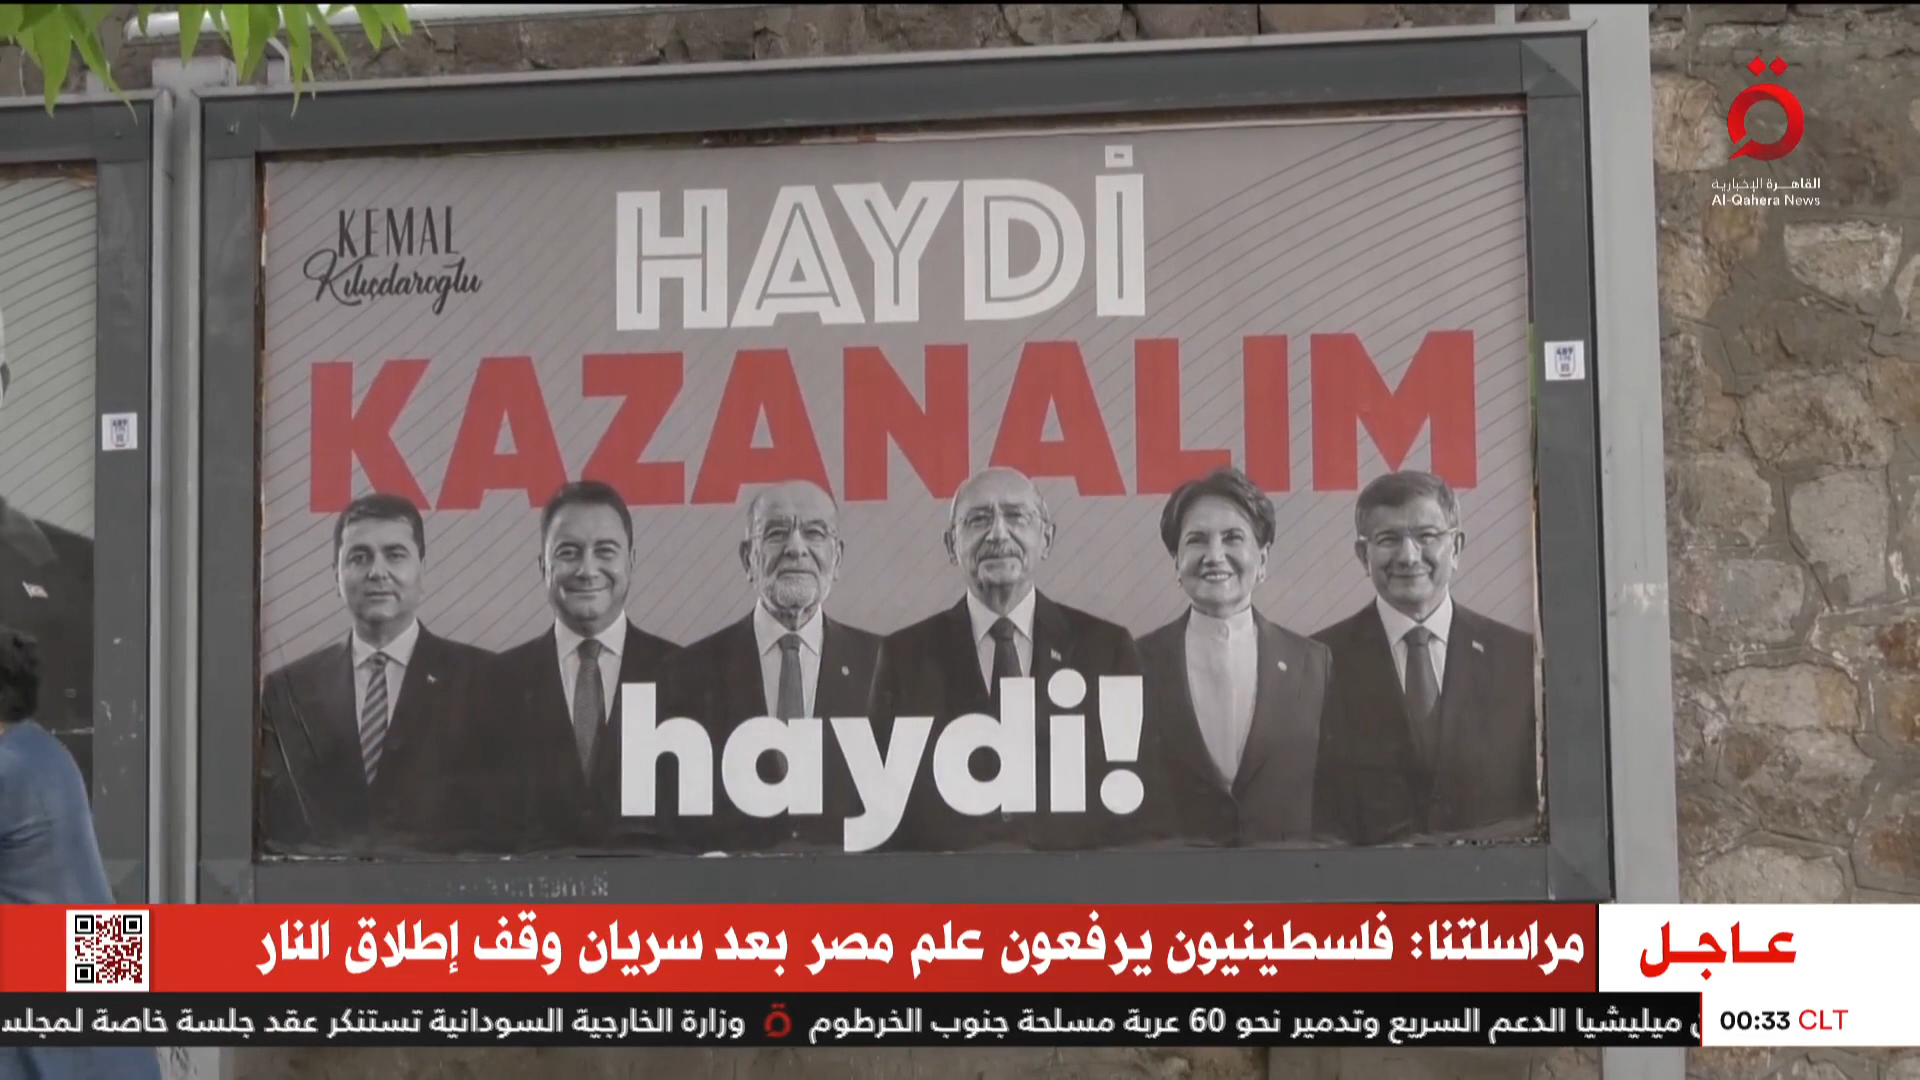 القاهرة الإخبارية
Al-Qahera News
KEMAL
Kılıçdaroğlu
HAYDİ
KAZANALIM
haydi!
عاجل
مراسلتنا: فلسطينيون يرفعون علم مصر بعد سريان وقف إطلاق النار
ميليشيا الدعم السريع وتدمير نحو 60 عربة مسلحة جنوب الخرطوم
وزارة الخارجية السودانية تستنكر عقد جلسة خاصة لمجلس
00:33 CLT